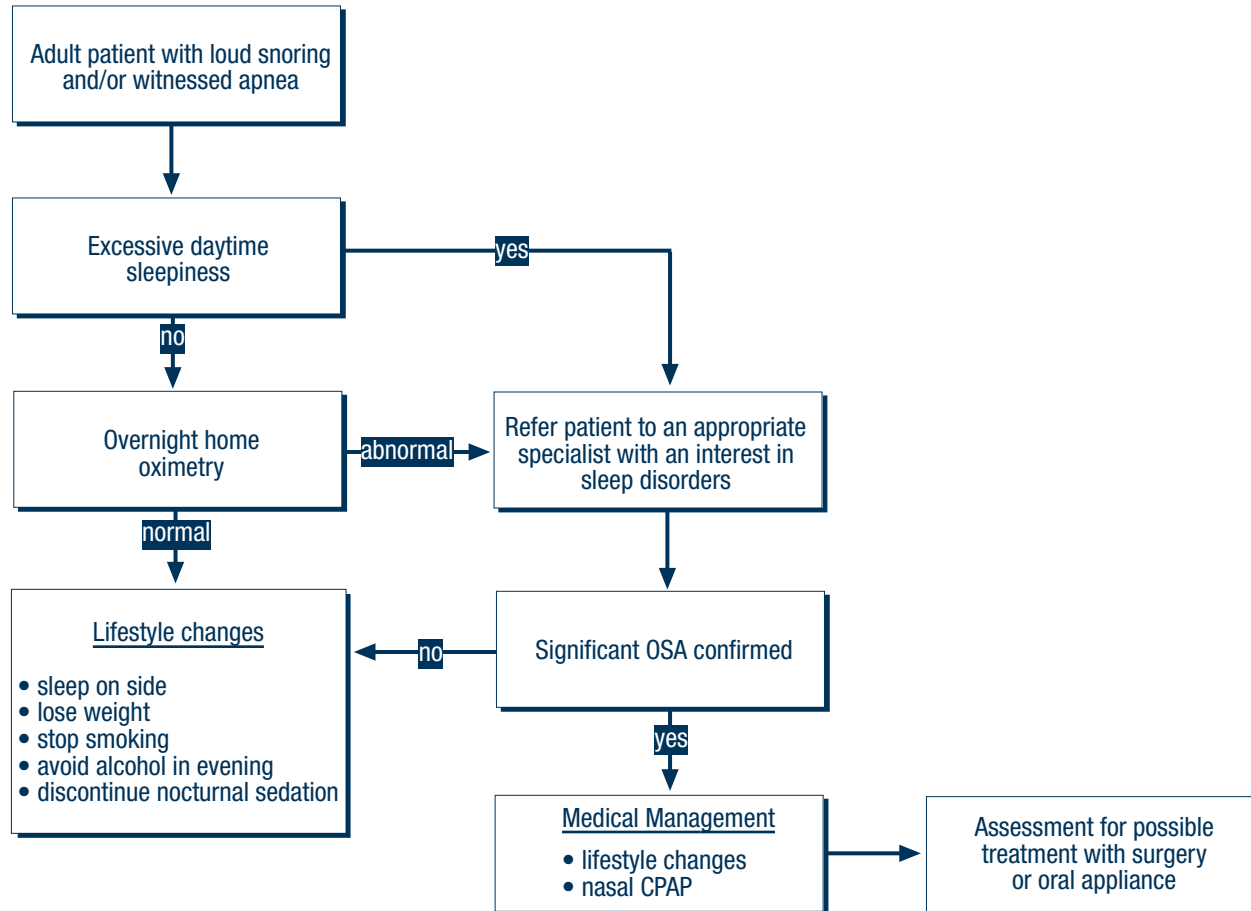 Adult patient with loud snoring
and/or witnessed apnea
Excessive daytime
sleepiness
yes
no
Overnight home
oximetry
abnormal
Refer patient to an appropriate
specialist with an interest in
sleep disorders
normal
Lifestyle changes
• sleep on side
• lose weight
• stop smoking
• avoid alcohol in evening
• discontinue nocturnal sedation
no
Significant OSA confirmed
yes
Medical Management
• lifestyle changes
• nasal CPAP
Assessment for possible
treatment with surgery
or oral appliance